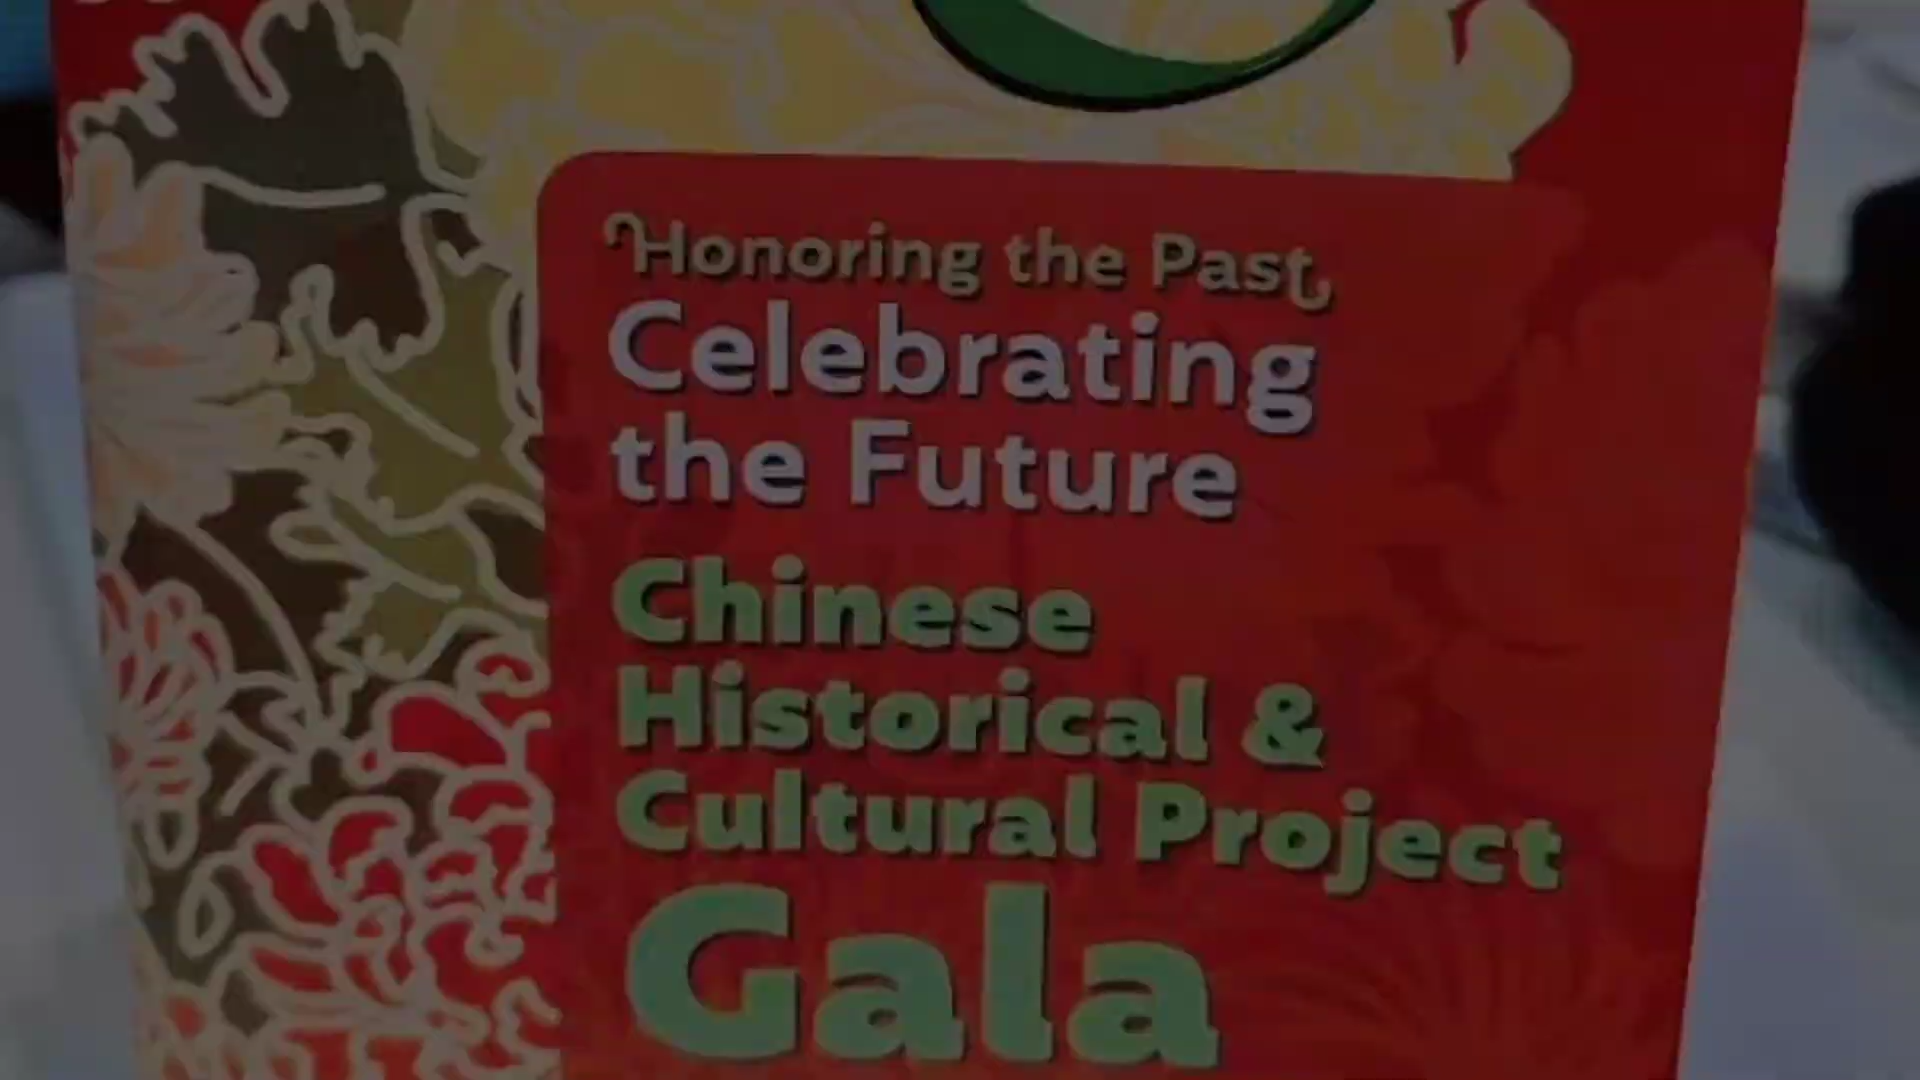 Honoring the Past
Celebrating
the Future
Chinese
Historical &
Cultural Project
Gala